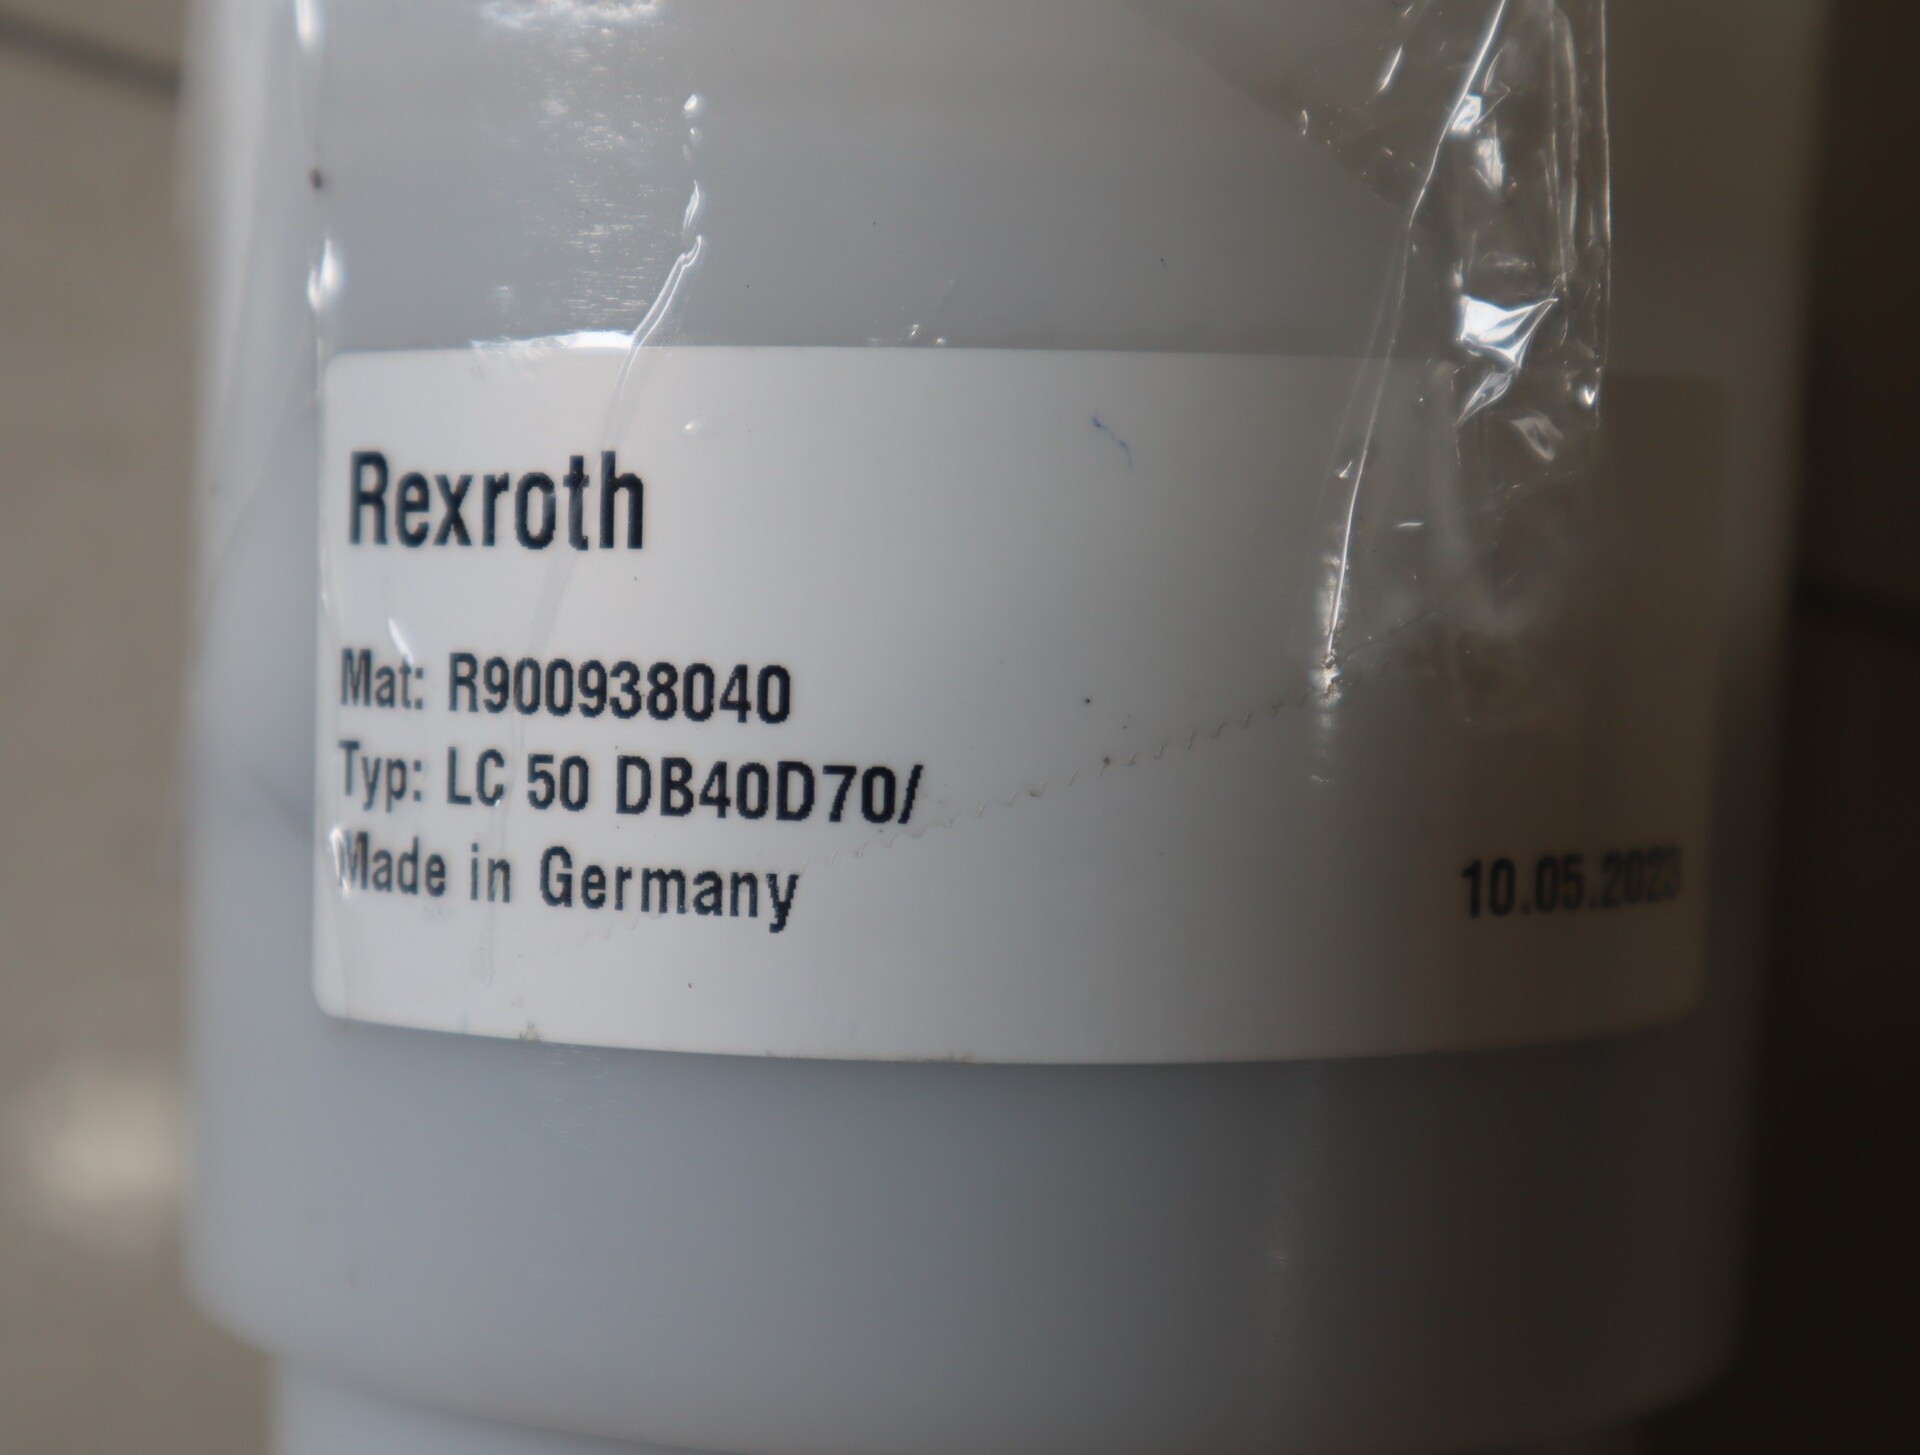 Rexroth
Mat: R900938040
Typ: LC 50 DB40D70/
Made in Germany 10.05.2023